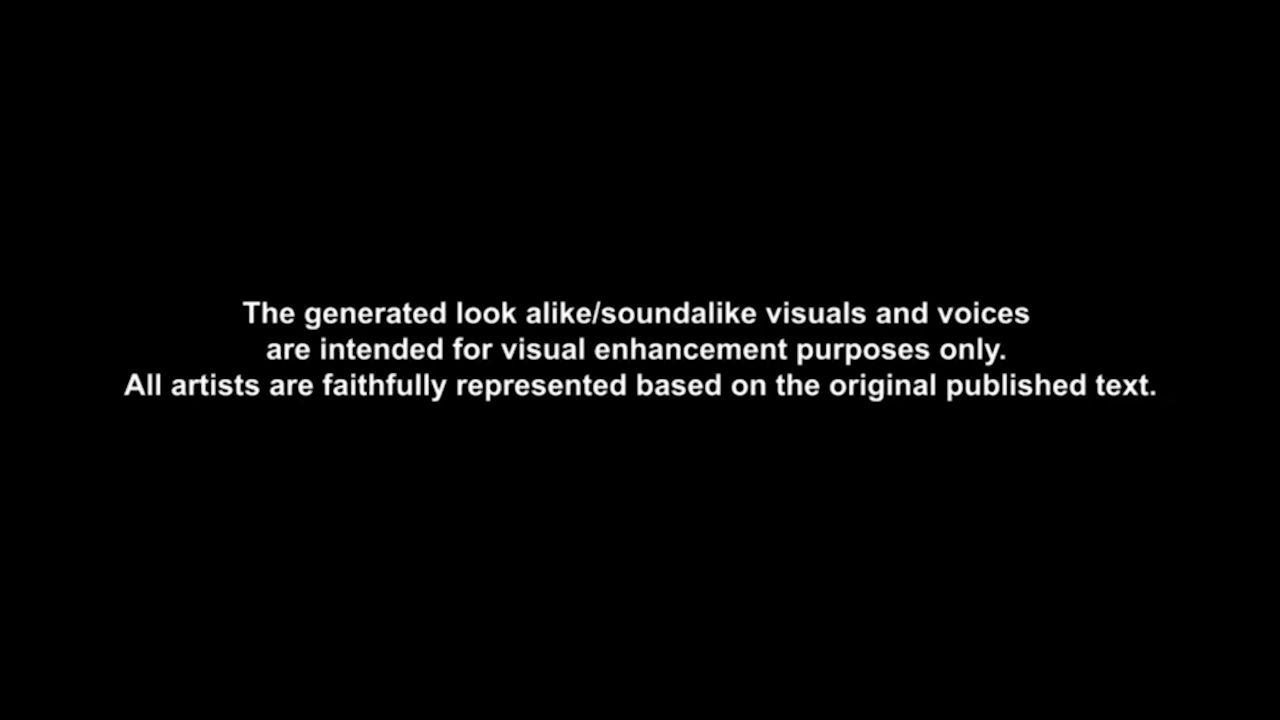 The generated look alike/soundalike visuals and voices
are intended for visual enhancement purposes only.
All artists are faithfully represented based on the original published text.